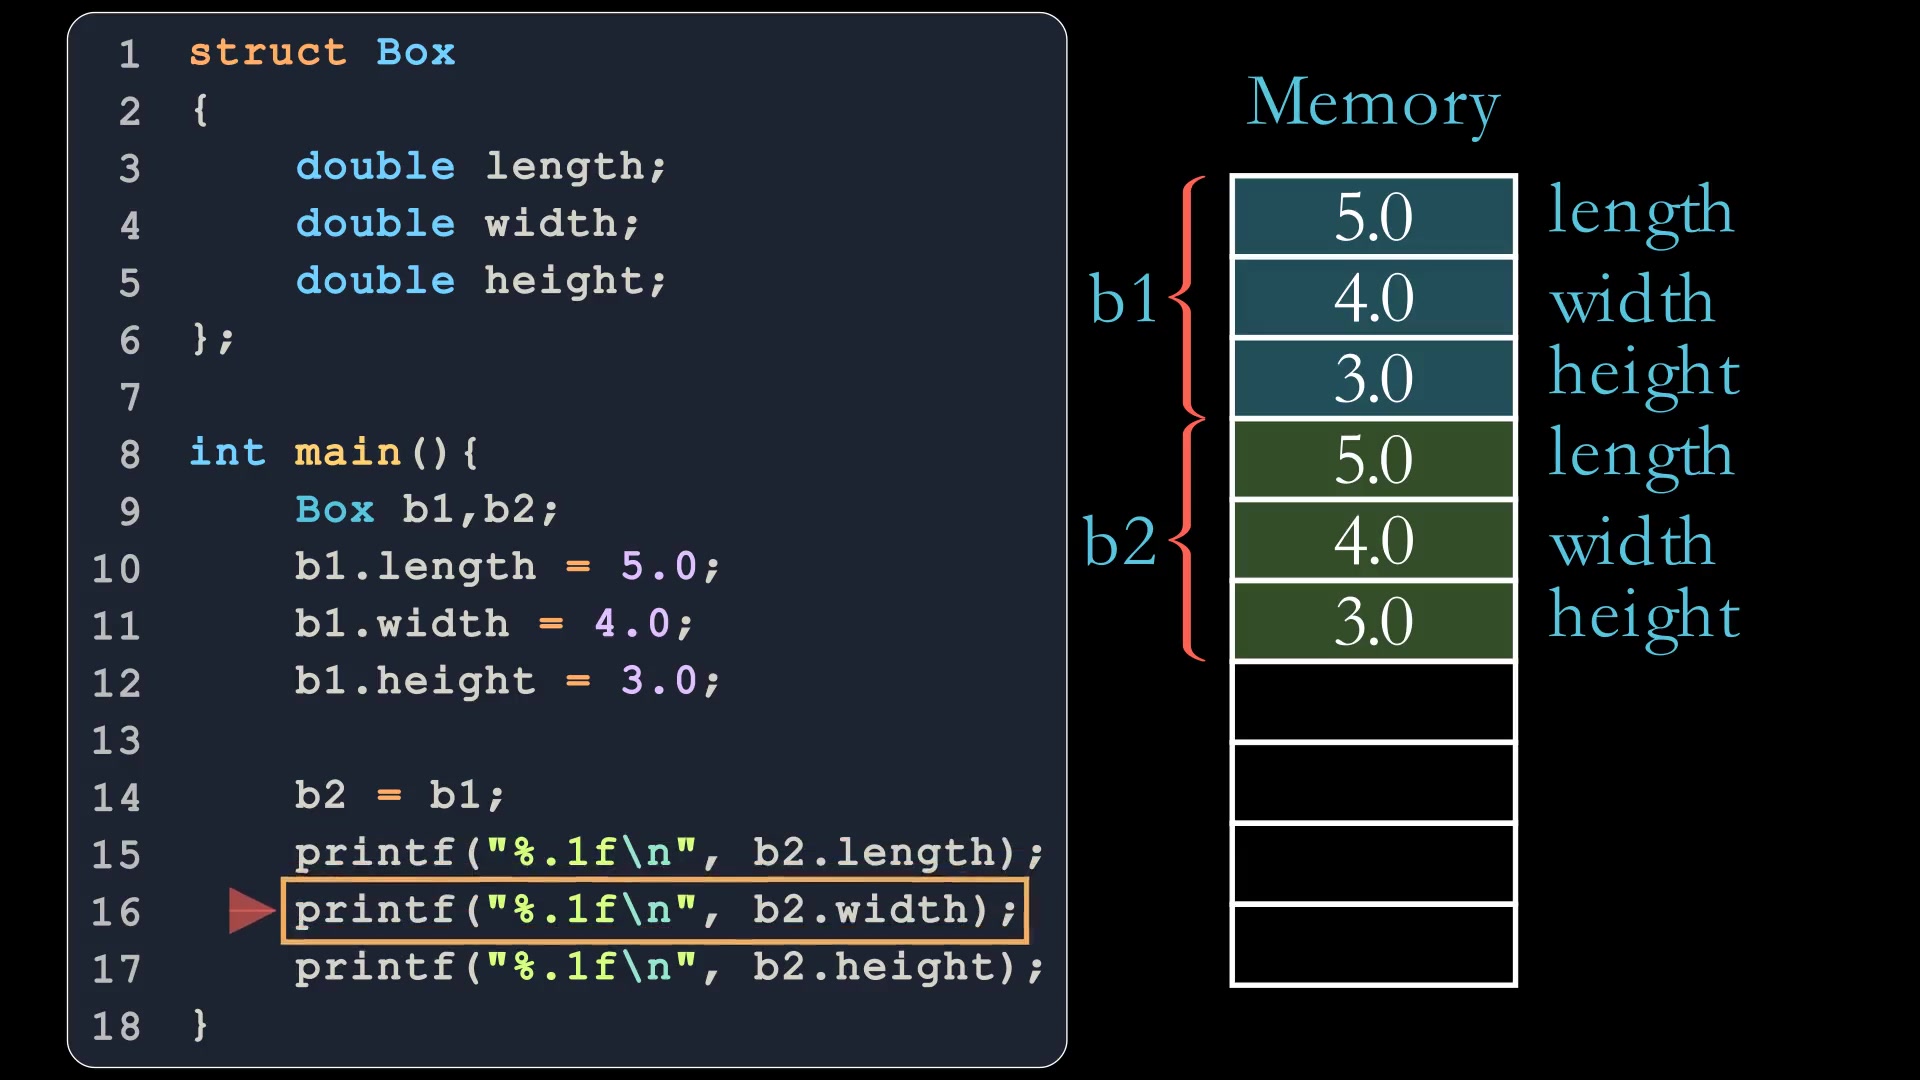 1 struct Box
2 {
3 double length;
4 double width;
5 double height;
6 };
7
8 int main(){
9 Box b1,b2;
10 b1.length = 5.0;
11 b1.width = 4.0;
12 b1.height = 3.0;
13
14 b2 = b1;
15 printf("%.1f\n", b2.length);
16 printf("%.1f\n", b2.width);
17 printf("%.1f\n", b2.height);
18 }
Memory
b1
5.0 length
4.0 width
3.0 height
b2
5.0 length
4.0 width
3.0 height